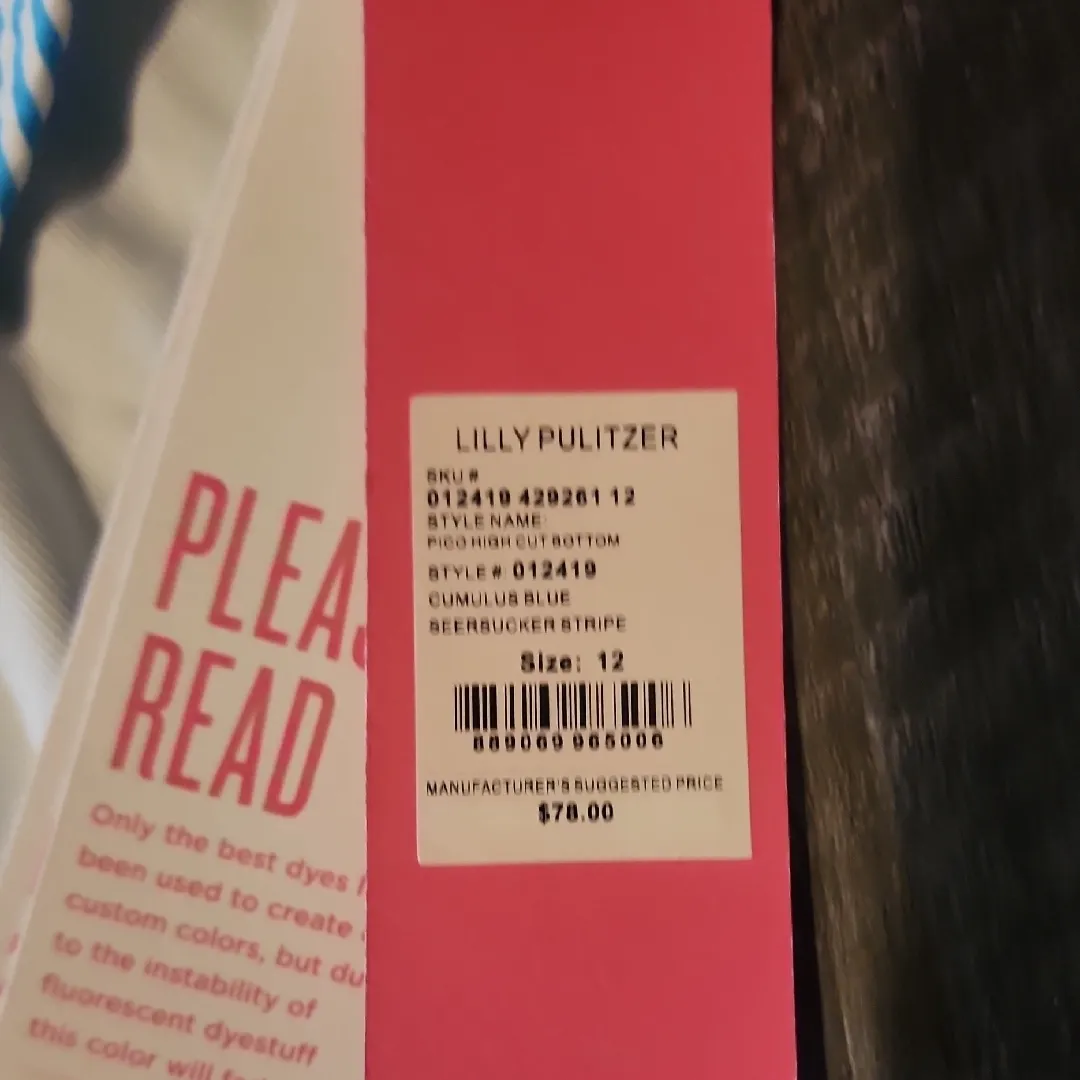 PLEAS
READ
Only the best dyes
been used to create
custom colors, but du
to the instability of
fluorescent dyestuff
this color will
LILLY PULITZER
SKU #
012419 429261 12
STYLE NAME:
PICO HIGH CUT BOTTOM
STYLE #: 012419
CUMULUS BLUE
SEERSUCKER STRIPE
Size: 12
889069 965006
MANUFACTURER'S SUGGESTED PRICE
$78.00